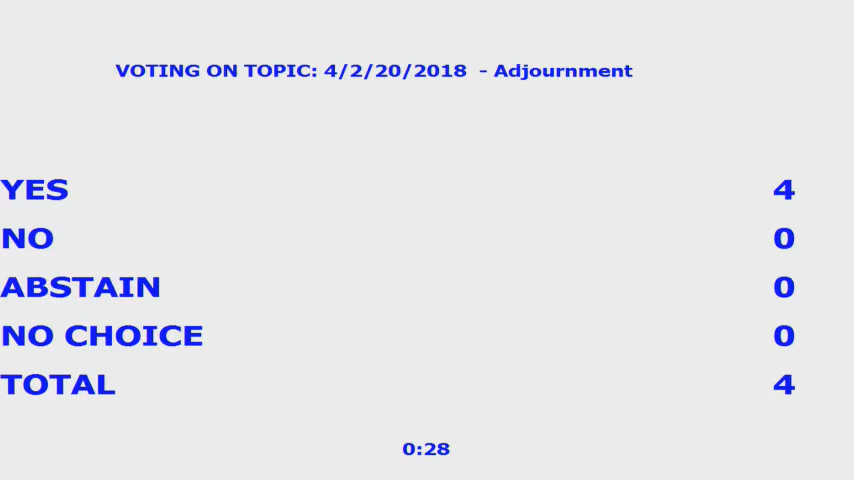 VOTING ON TOPIC: 4/2/20/2018 - Adjournment
YES 4
NO 0
ABSTAIN 0
NO CHOICE 0
TOTAL 4
0:28